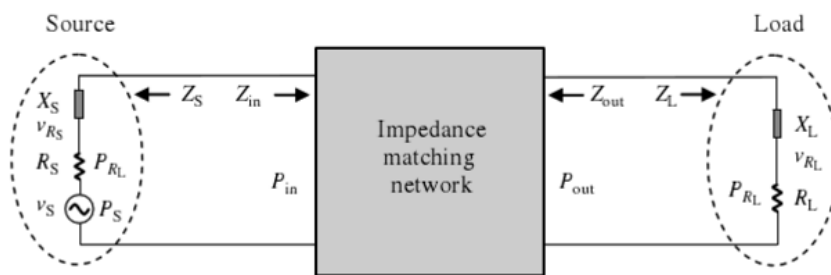 Source
Load
X_S
v_{R_S}
R_S
P_{R_L}
v_S
P_S
Z_S
Z_in
P_in
Impedance
matching
network
Z_out
Z_L
P_out
X_L
v_{R_L}
P_{R_L}
R_L